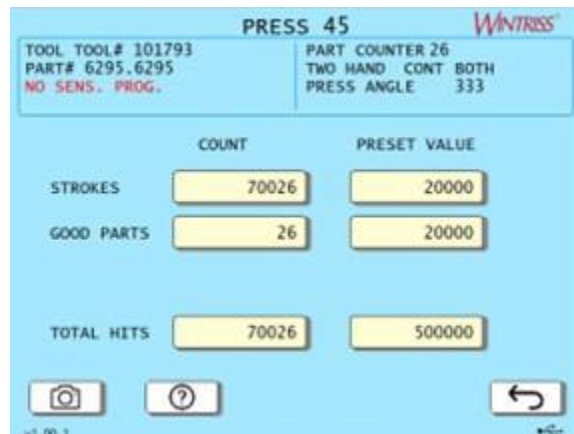 PRESS 45
WINTRISS
TOOL TOOL# 101793
PART# 6295.6295
NO SENS. PROG.
PART COUNTER 26
TWO HAND CONT BOTH
PRESS ANGLE 333
COUNT PRESET VALUE
STROKES 70026 20000
GOOD PARTS 26 20000
TOTAL HITS 70026 500000
?